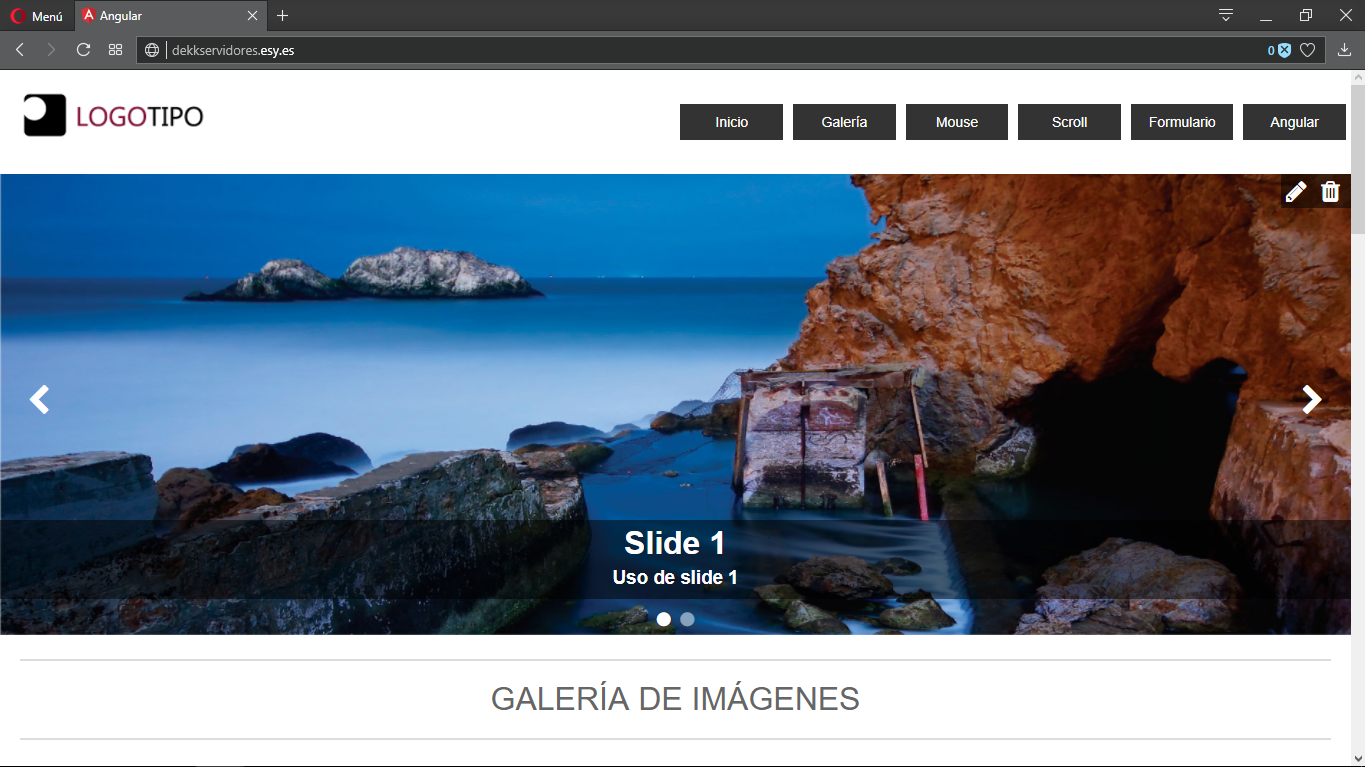 Menú
Angular
dekkservidores.esy.es
0
LOGOTIPO
Inicio
Galería
Mouse
Scroll
Formulario
Angular
Slide 1
Uso de slide 1
GALERÍA DE IMÁGENES